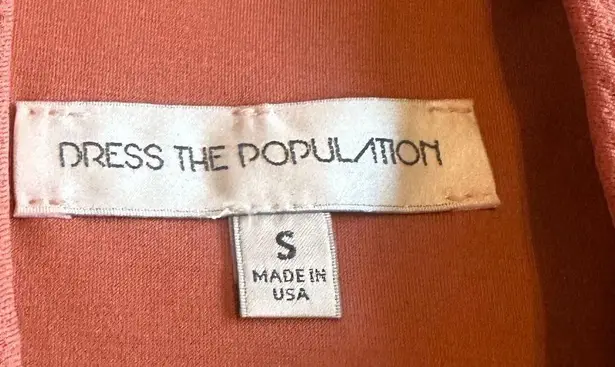 DRESS THE POPULATION
S
MADE IN
USA